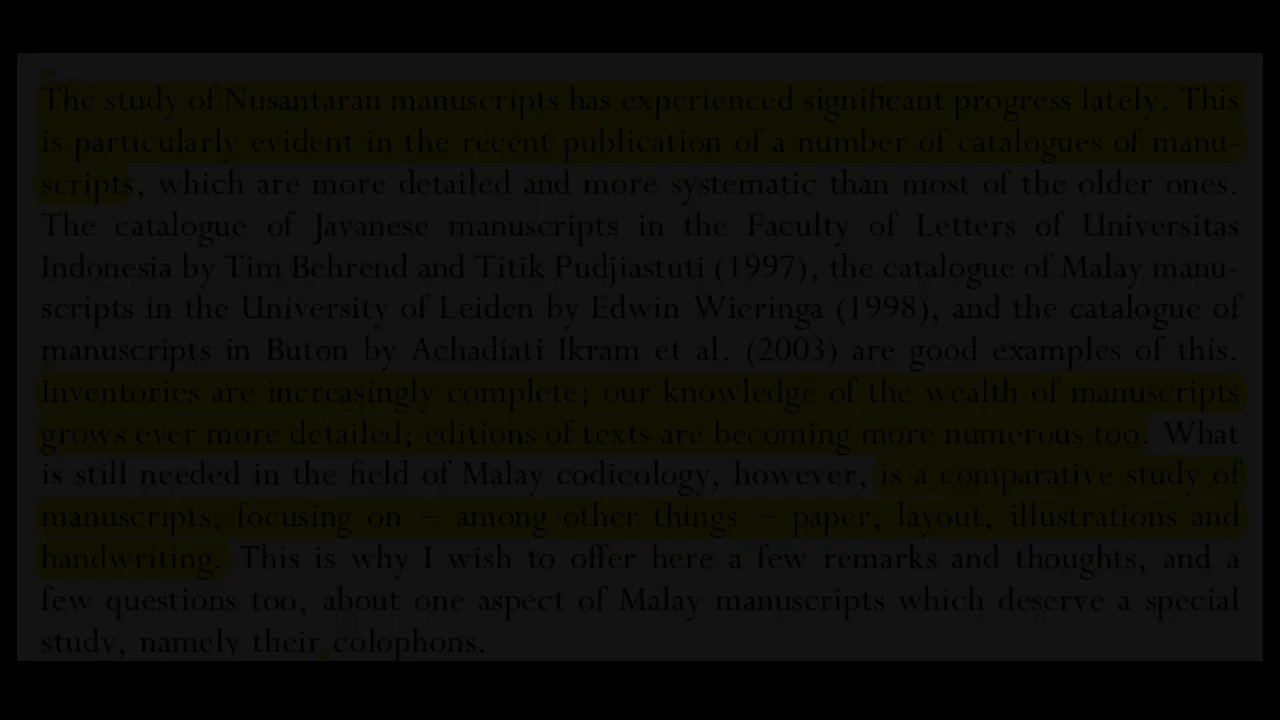 The study of Nusantaran manuscripts has experienced significant progress lately. This
is particularly evident in the recent publication of a number of catalogues of manu-
scripts, which are more detailed and more systematic than most of the older ones.
The catalogue of Javanese manuscripts in the Faculty of Letters of Universitas
Indonesia by Tim Behrend and Titik Pudjiastuti (1997), the catalogue of Malay manu-
scripts in the University of Leiden by Edwin Wieringa (1998), and the catalogue of
manuscripts in Buton by Achadiati Ikram et al. (2003) are good examples of this.
Inventories are increasingly complete; our knowledge of the wealth of manuscripts
grows ever more detailed; editions of texts are becoming more numerous too. What
is still needed in the field of Malay codicology, however, is a comparative study of
manuscripts, focusing on – among other things – paper, layout, illustrations and
handwriting. This is why I wish to offer here a few remarks and thoughts, and a
few questions too, about one aspect of Malay manuscripts which deserve a special
study, namely their colophons.